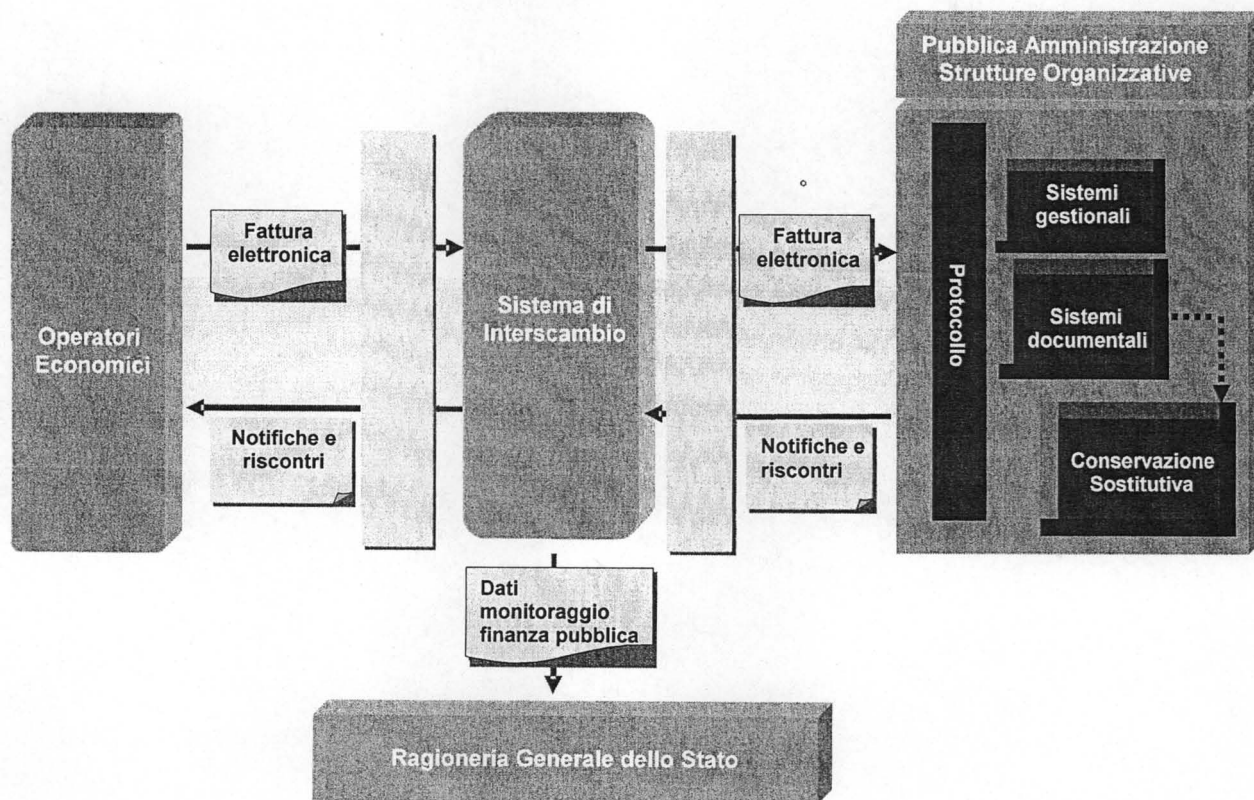 Pubblica Amministrazione
Strutture Organizzative
Operatori
Economici
Fattura
elettronica
Notifiche e
riscontri
Sistema di
Interscambio
Fattura
elettronica
Notifiche e
riscontri
Protocollo
Sistemi
gestionali
Sistemi
documentali
Conservazione
Sostitutiva
Dati
monitoraggio
finanza pubblica
Ragioneria Generale dello Stato